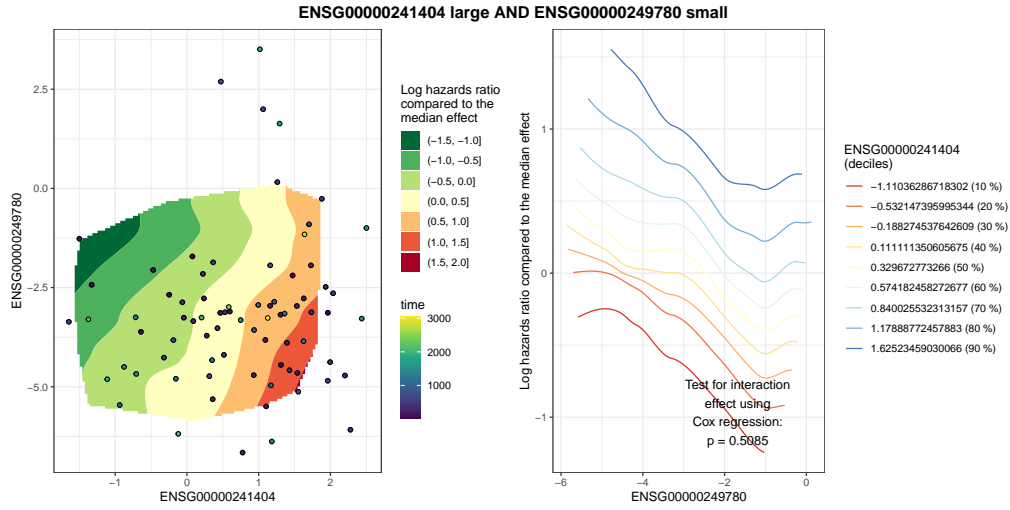 ENSG00000241404 large AND ENSG00000249780 small
2.5
0.0
−2.5
−5.0
−1
0
1
2
ENSG00000241404
ENSG00000249780
Log hazards ratio
compared to the
median effect
(−1.5, −1.0]
(−1.0, −0.5]
(−0.5, 0.0]
(0.0, 0.5]
(0.5, 1.0]
(1.0, 1.5]
(1.5, 2.0]
time
3000
2000
1000
Log hazards ratio compared to the median effect
1
0
−1
−6
−4
−2
0
ENSG00000249780
Test for interaction
effect using
Cox regression:
p = 0.5085
ENSG00000241404
(deciles)
−1.11036286718302 (10 %)
−0.532147395995344 (20 %)
−0.188274537642609 (30 %)
0.111111350605675 (40 %)
0.329672773266 (50 %)
0.574182458272677 (60 %)
0.840025532313157 (70 %)
1.17888772457883 (80 %)
1.62523459030066 (90 %)